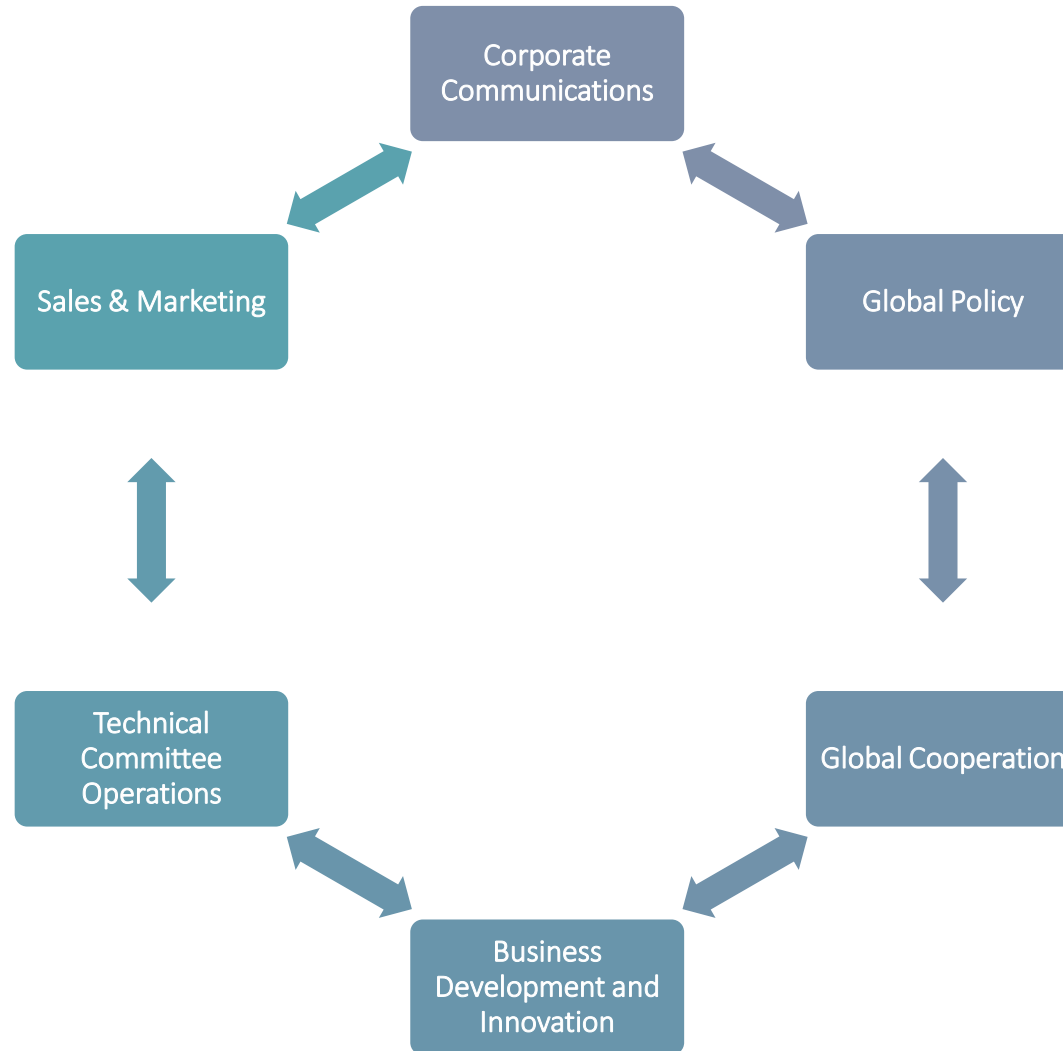 Corporate
Communications
Sales & Marketing
Global Policy
Technical
Committee
Operations
Global Cooperation
Business
Development and
Innovation